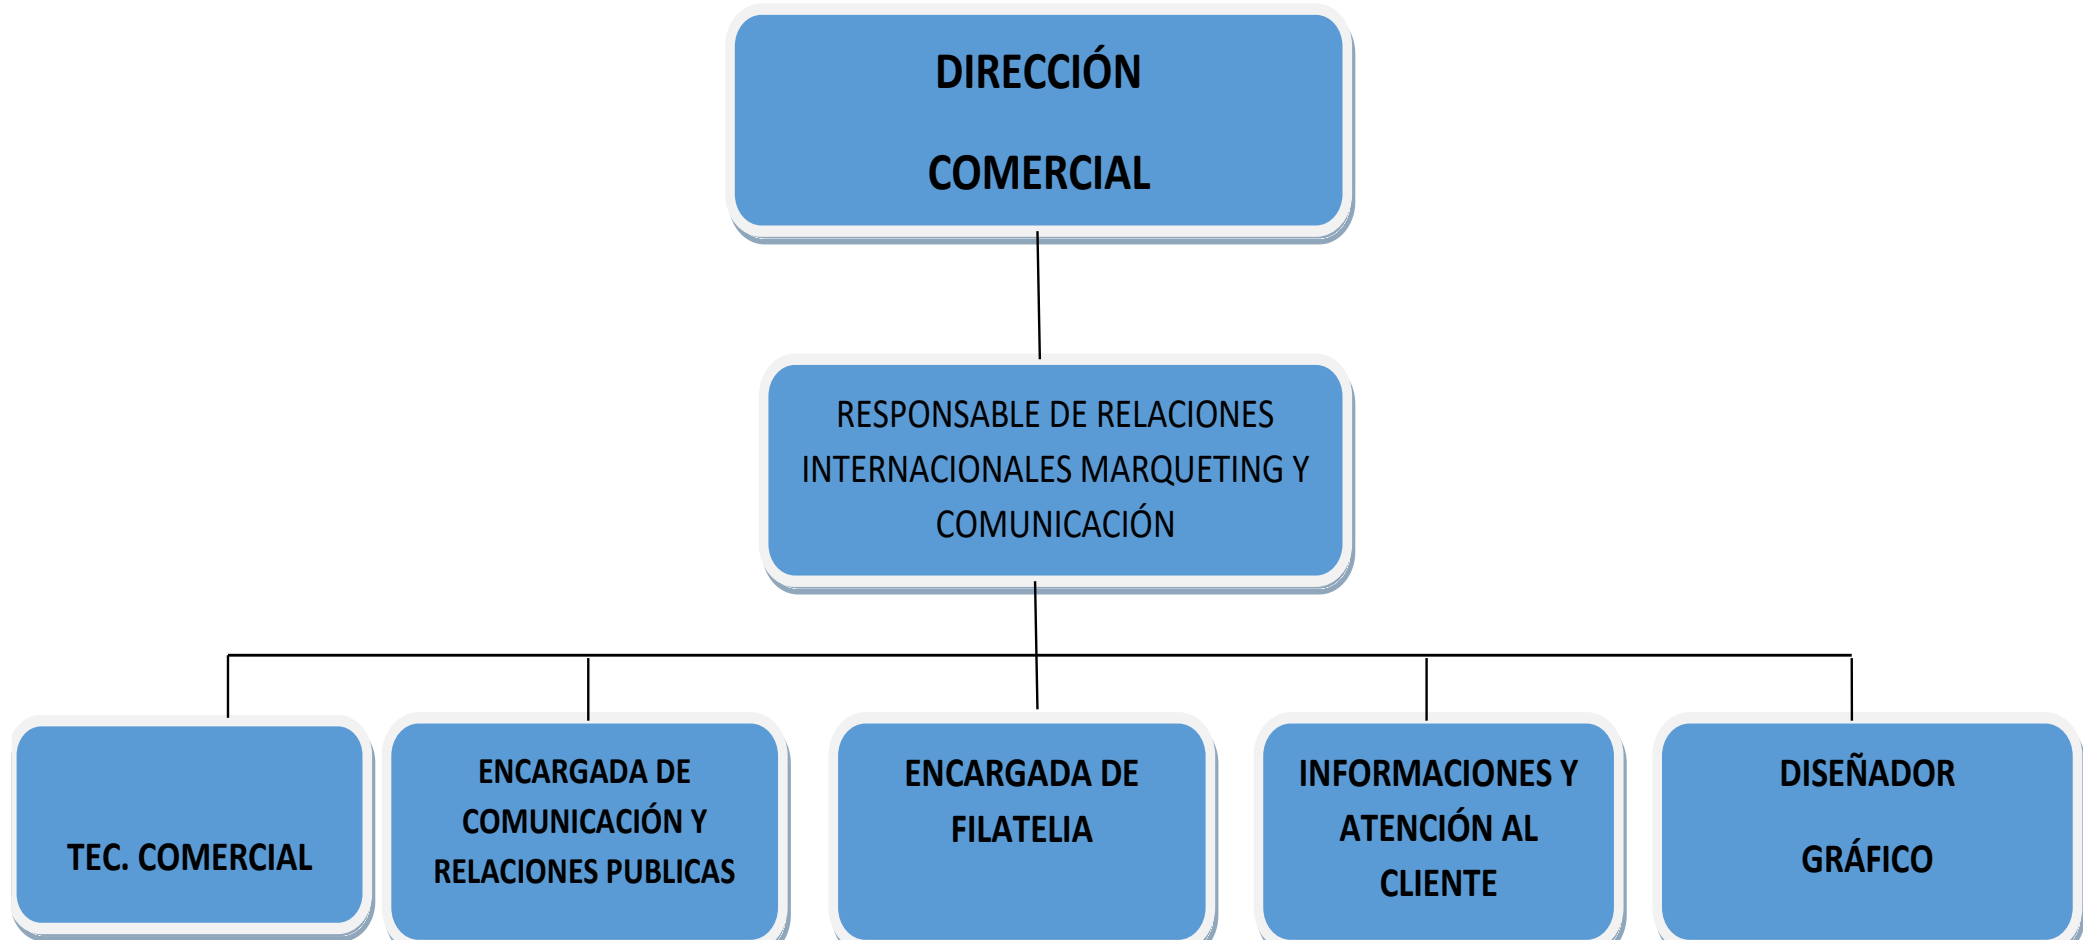 DIRECCIÓN
COMERCIAL
RESPONSABLE DE RELACIONES
INTERNACIONALES MARQUETING Y
COMUNICACIÓN
TEC. COMERCIAL
ENCARGADA DE
COMUNICACIÓN Y
RELACIONES PUBLICAS
ENCARGADA DE
FILATELIA
INFORMACIONES Y
ATENCIÓN AL
CLIENTE
DISEÑADOR
GRÁFICO